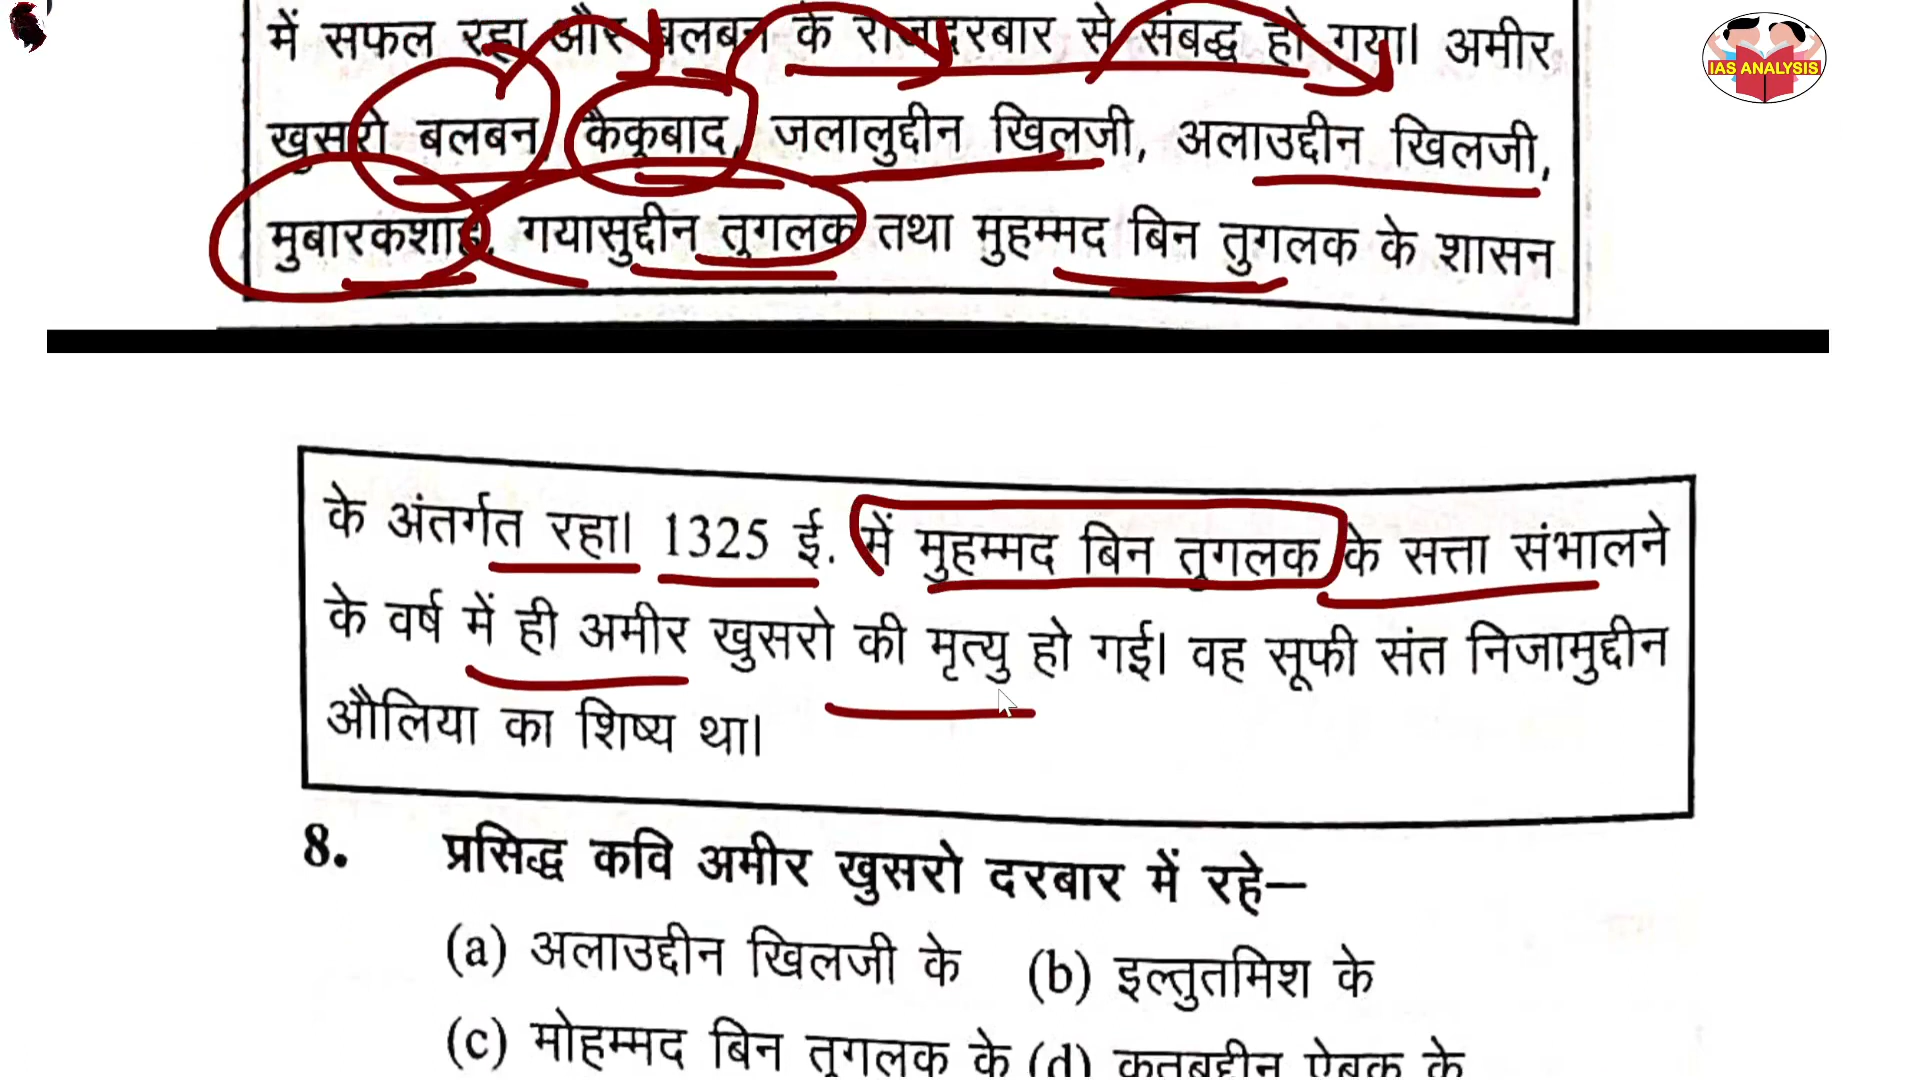 में सफल रहा और बलबन के राजदरबार से संबद्ध हो गया। अमीर
खुसरो बलबन, कैकुबाद, जलालुद्दीन खिलजी, अलाउद्दीन खिलजी,
मुबारकशाह, गयासुद्दीन तुगलक तथा मुहम्मद बिन तुगलक के शासन
IAS ANALYSIS
के अंतर्गत रहा। 1325 ई. में मुहम्मद बिन तुगलक के सत्ता संभालने
के वर्ष में ही अमीर खुसरो की मृत्यु हो गई। वह सूफी संत निजामुद्दीन
औलिया का शिष्य था।
8. प्रसिद्ध कवि अमीर खुसरो दरबार में रहे–
(a) अलाउद्दीन खिलजी के (b) इल्तुतमिश के
(c) मोहम्मद बिन तुगलक के (d) कुतुबुद्दीन ऐबक के